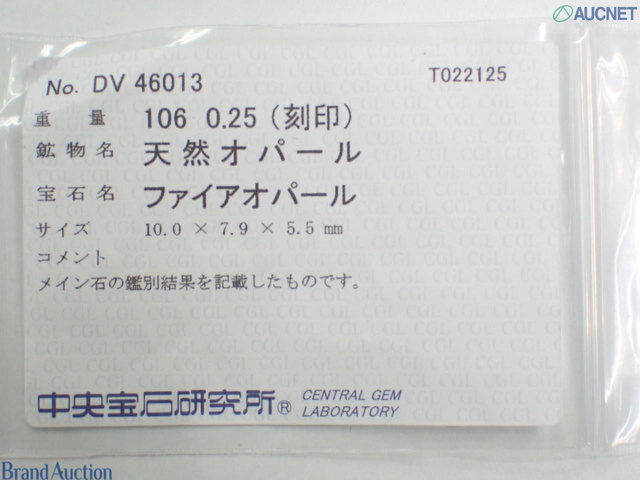 AUCNET
No. DV 46013
T022125
重 量 106 0.25 (刻印)
鉱物名 天然オパール
宝石名 ファイアオパール
サイズ 10.0 × 7.9 × 5.5 mm
コメント
メイン石の鑑別結果を記載したものです。
中央宝石研究所® CENTRAL GEM LABORATORY
Brand Auction